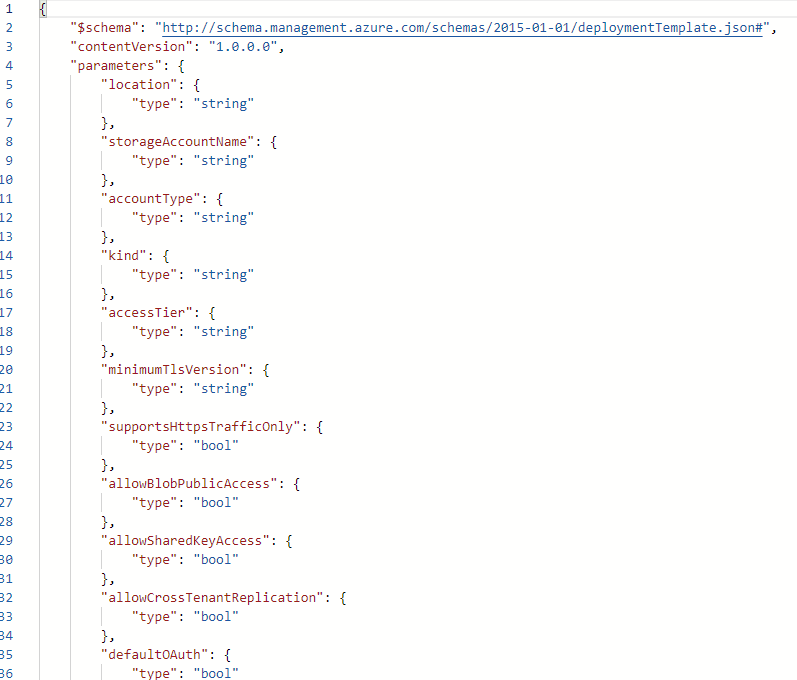 1 {
2 "$schema": "http://schema.management.azure.com/schemas/2015-01-01/deploymentTemplate.json#",
3 "contentVersion": "1.0.0.0",
4 "parameters": {
5 "location": {
6 "type": "string"
7 },
8 "storageAccountName": {
9 "type": "string"
10 },
11 "accountType": {
12 "type": "string"
13 },
14 "kind": {
15 "type": "string"
16 },
17 "accessTier": {
18 "type": "string"
19 },
20 "minimumTlsVersion": {
21 "type": "string"
22 },
23 "supportsHttpsTrafficOnly": {
24 "type": "bool"
25 },
26 "allowBlobPublicAccess": {
27 "type": "bool"
28 },
29 "allowSharedKeyAccess": {
30 "type": "bool"
31 },
32 "allowCrossTenantReplication": {
33 "type": "bool"
34 },
35 "defaultOAuth": {
36 "type": "bool"